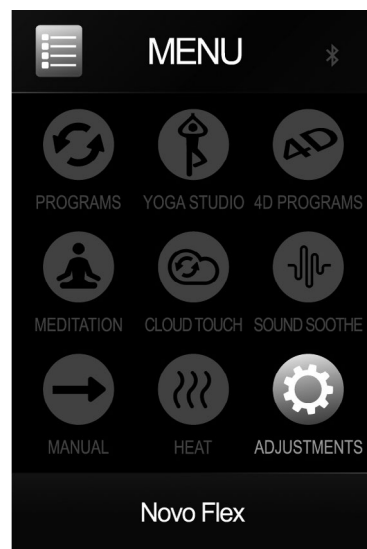 MENU
PROGRAMS YOGA STUDIO 4D PROGRAMS
MEDITATION CLOUD TOUCH SOUND SOOTHE
MANUAL HEAT ADJUSTMENTS
Novo Flex